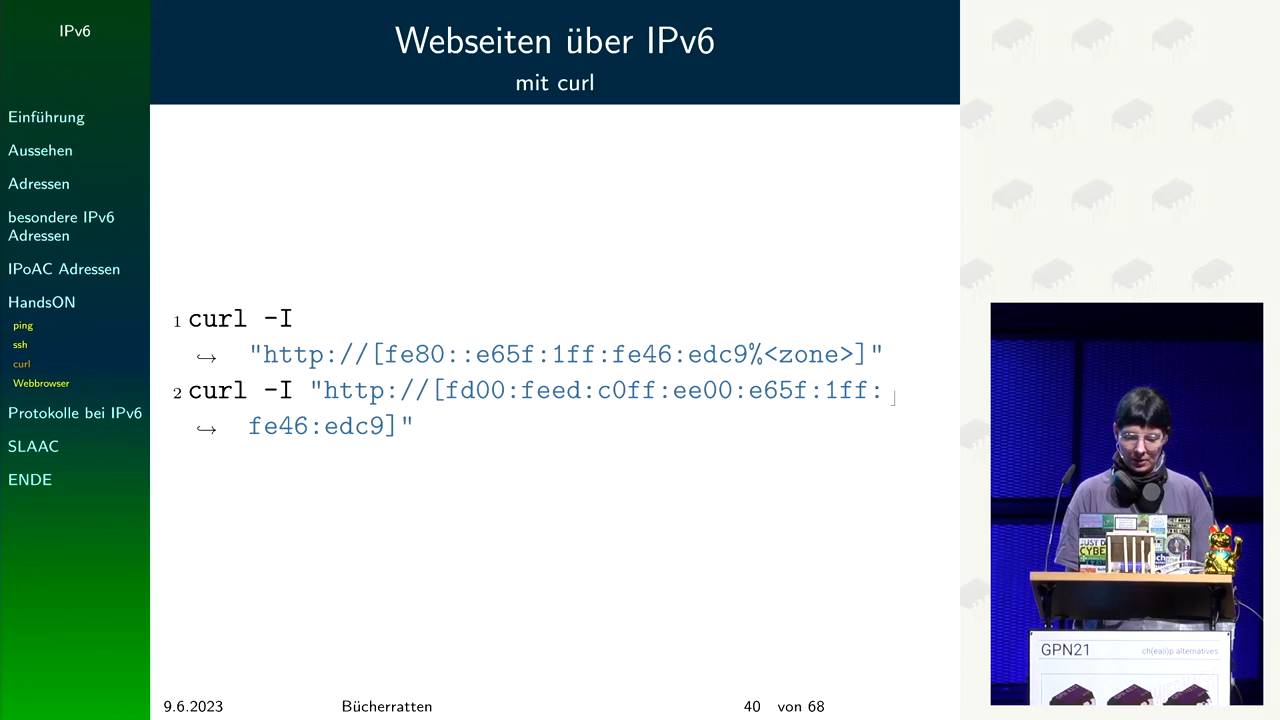 IPv6
Einführung
Aussehen
Adressen
besondere IPv6
Adressen
IPoAC Adressen
HandsON
ping
ssh
curl
Webbrowser
Protokolle bei IPv6
SLAAC
ENDE
Webseiten über IPv6
mit curl
1 curl -I
↪ "http://[fe80::e65f:1ff:fe46:edc9%<zone>]"
2 curl -I "http://[fd00:feed:c0ff:ee00:e65f:1ff:⌋
↪ fe46:edc9]"
9.6.2023 Bücherratten 40 von 68
JUST D
CYBE
GPN21 ch(ea|i)p alternatives